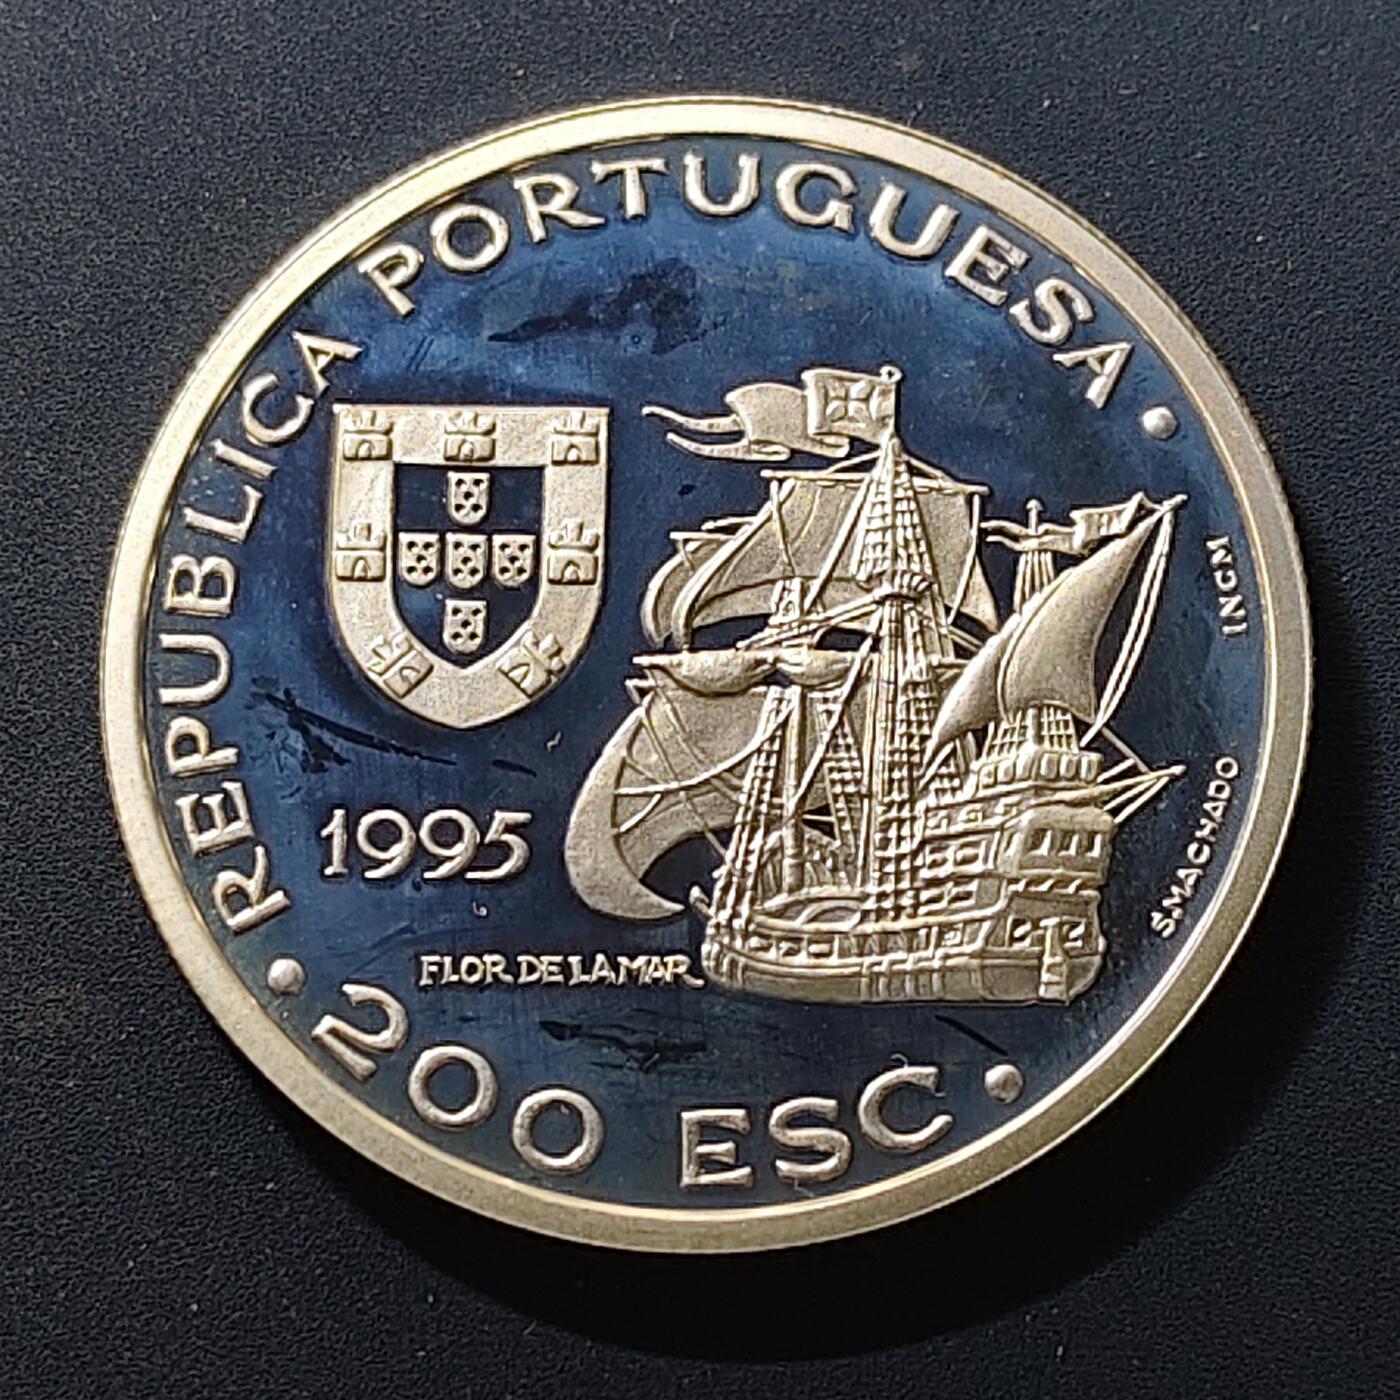 REPUBLICA PORTUGUESA
INCM
1995
S.MACHADO
FLOR DE LA MAR
200 ESC